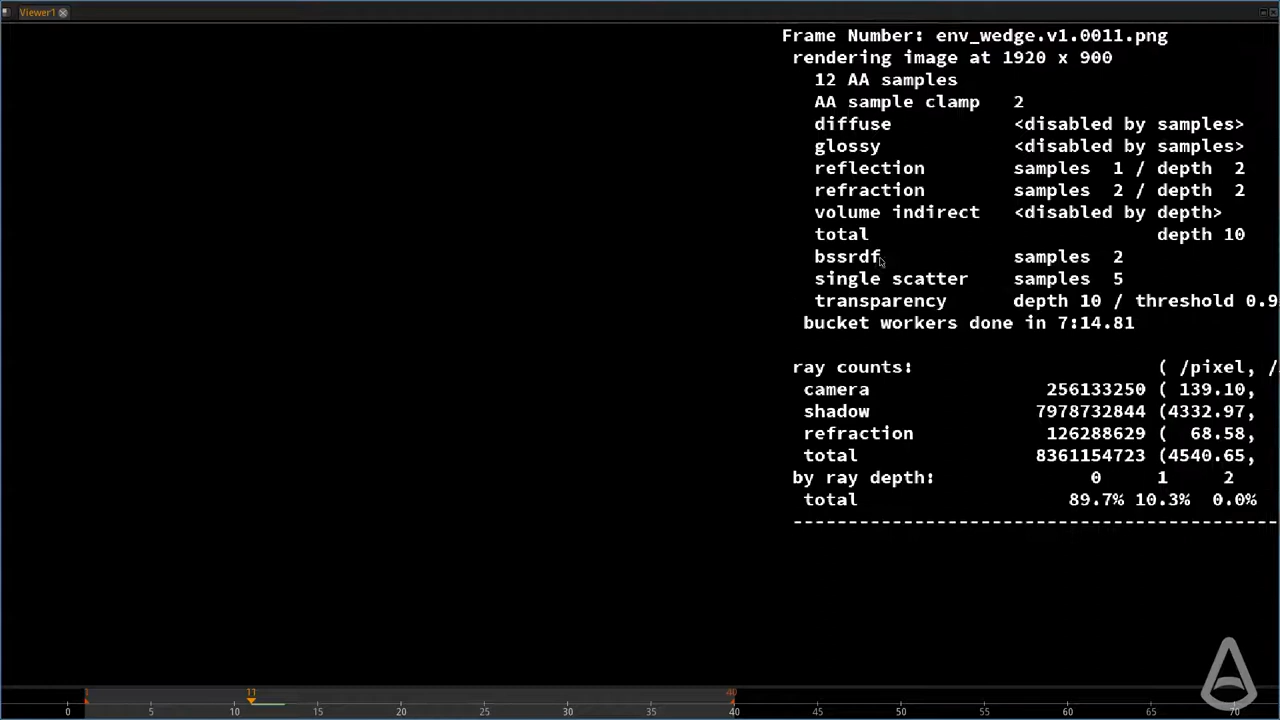 Viewer1
Frame Number: env_wedge.v1.0011.png
rendering image at 1920 x 900
12 AA samples
AA sample clamp 2
diffuse <disabled by samples>
glossy <disabled by samples>
reflection samples 1 / depth 2
refraction samples 2 / depth 2
volume indirect <disabled by depth>
total depth 10
bssrdf samples 2
single scatter samples 5
transparency depth 10 / threshold 0.9
bucket workers done in 7:14.81
ray counts: ( /pixel, /
camera 256133250 ( 139.10,
shadow 7978732844 (4332.97,
refraction 126288629 ( 68.58,
total 8361154723 (4540.65,
by ray depth: 0 1 2
total 89.7% 10.3% 0.0%
--------------------------------------------
1 11 40
0 5 10 15 20 25 30 35 40 45 50 55 60 65 70